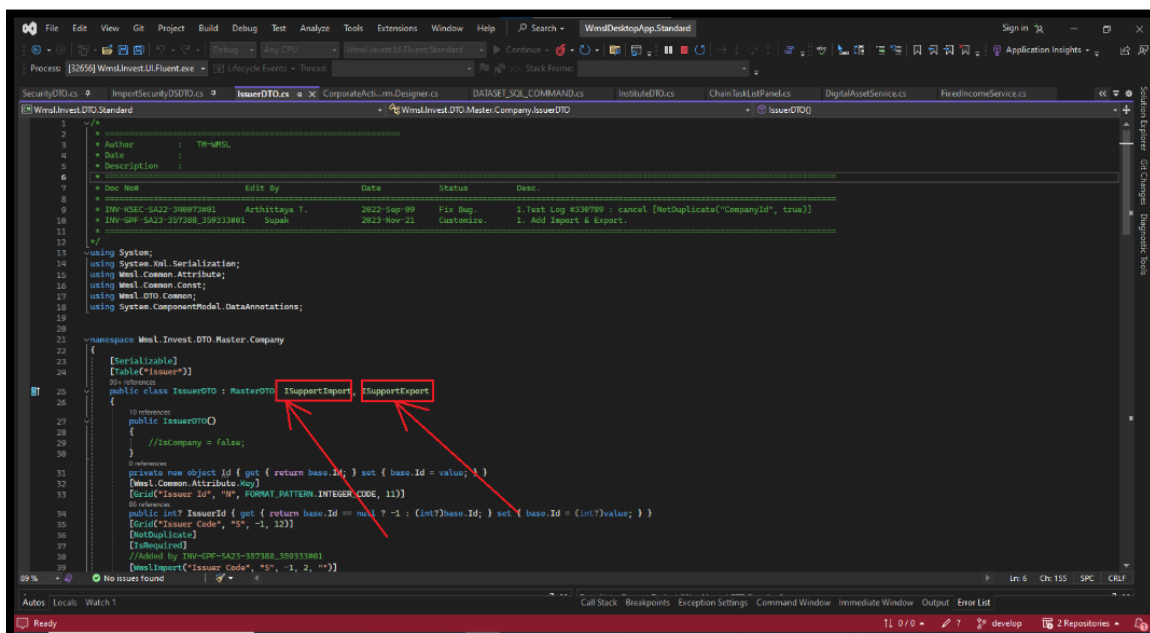 File Edit View Git Project Build Debug Test Analyze Tools Extensions Window Help Search WmslDesktopApp.Standard Sign in
Debug Any CPU WmslInvest.UI.Fluent.Standard Continue Application Insights
Process: [32656] Wmsl.Invest.UI.Fluent.exe Lifecycle Events Thread: Stack Frame:
SecurityDTO.cs ImportSecurityDSDTO.cs IssuerDTO.cs CorporateActi...rm.Designer.cs DATASET_SQL_COMMAND.cs InstituteDTO.cs ChainTaskListPanel.cs DigitalAssetService.cs FixedIncomeService.cs
Wmsl.Invest.DTO.Standard Wmsl.Invest.DTO.Master.Company.IssuerDTO IssuerDTO()
1 /*
2 * ====================================================
3 * Author : TM-WMSL
4 * Date :
5 * Description :
6 * ====================================================
7 * Doc No# Edit By Date Status Desc.
8 * ====================================================
9 * INV-KSEC-SA22-340073#01 Arthittaya T. 2022-Sep-09 Fix Bug. 1.Test Log #330789 : cancel [NotDuplicate("CompanyId", true)]
10 * INV-GPF-SA23-357388_359333#01 Supak 2023-Nov-21 Customize. 1. Add Import & Export.
11 * ====================================================
12 */
13 using System;
14 using System.Xml.Serialization;
15 using Wmsl.Common.Attribute;
16 using Wmsl.Common.Const;
17 using Wmsl.DTO.Common;
18 using System.ComponentModel.DataAnnotations;
19
20
21 namespace Wmsl.Invest.DTO.Master.Company
22 {
23 [Serializable]
24 [Table("issuer")]
99+ references
25 public class IssuerDTO : MasterDTO ISupportImport, ISupportExport
26 {
10 references
27 public IssuerDTO()
28 {
29 //IsCompany = false;
30 }
0 references
31 private new object Id { get { return base.Id; } set { base.Id = value; } }
32 [Wmsl.Common.Attribute.Key]
33 [Grid("Issuer Id", "N", FORMAT_PATTERN.INTEGER_CODE, 11)]
86 references
34 public int? IssuerId { get { return base.Id == null ? -1 : (int?)base.Id; } set { base.Id = (int?)value; } }
35 [Grid("Issuer Code", "S", -1, 12)]
36 [NotDuplicate]
37 [IsRequired]
38 //Added by INV-GPF-SA23-357388_359333#01
39 [WmslImport("Issuer Code", "S", -1, 2, "")]
89 % No issues found Ln: 6 Ch: 155 SPC CRLF
Autos Locals Watch 1 Call Stack Breakpoints Exception Settings Command Window Immediate Window Output Error List
Ready 0 / 0 7 develop 2 Repositories
Solution Explorer
Git Changes
Diagnostic Tools